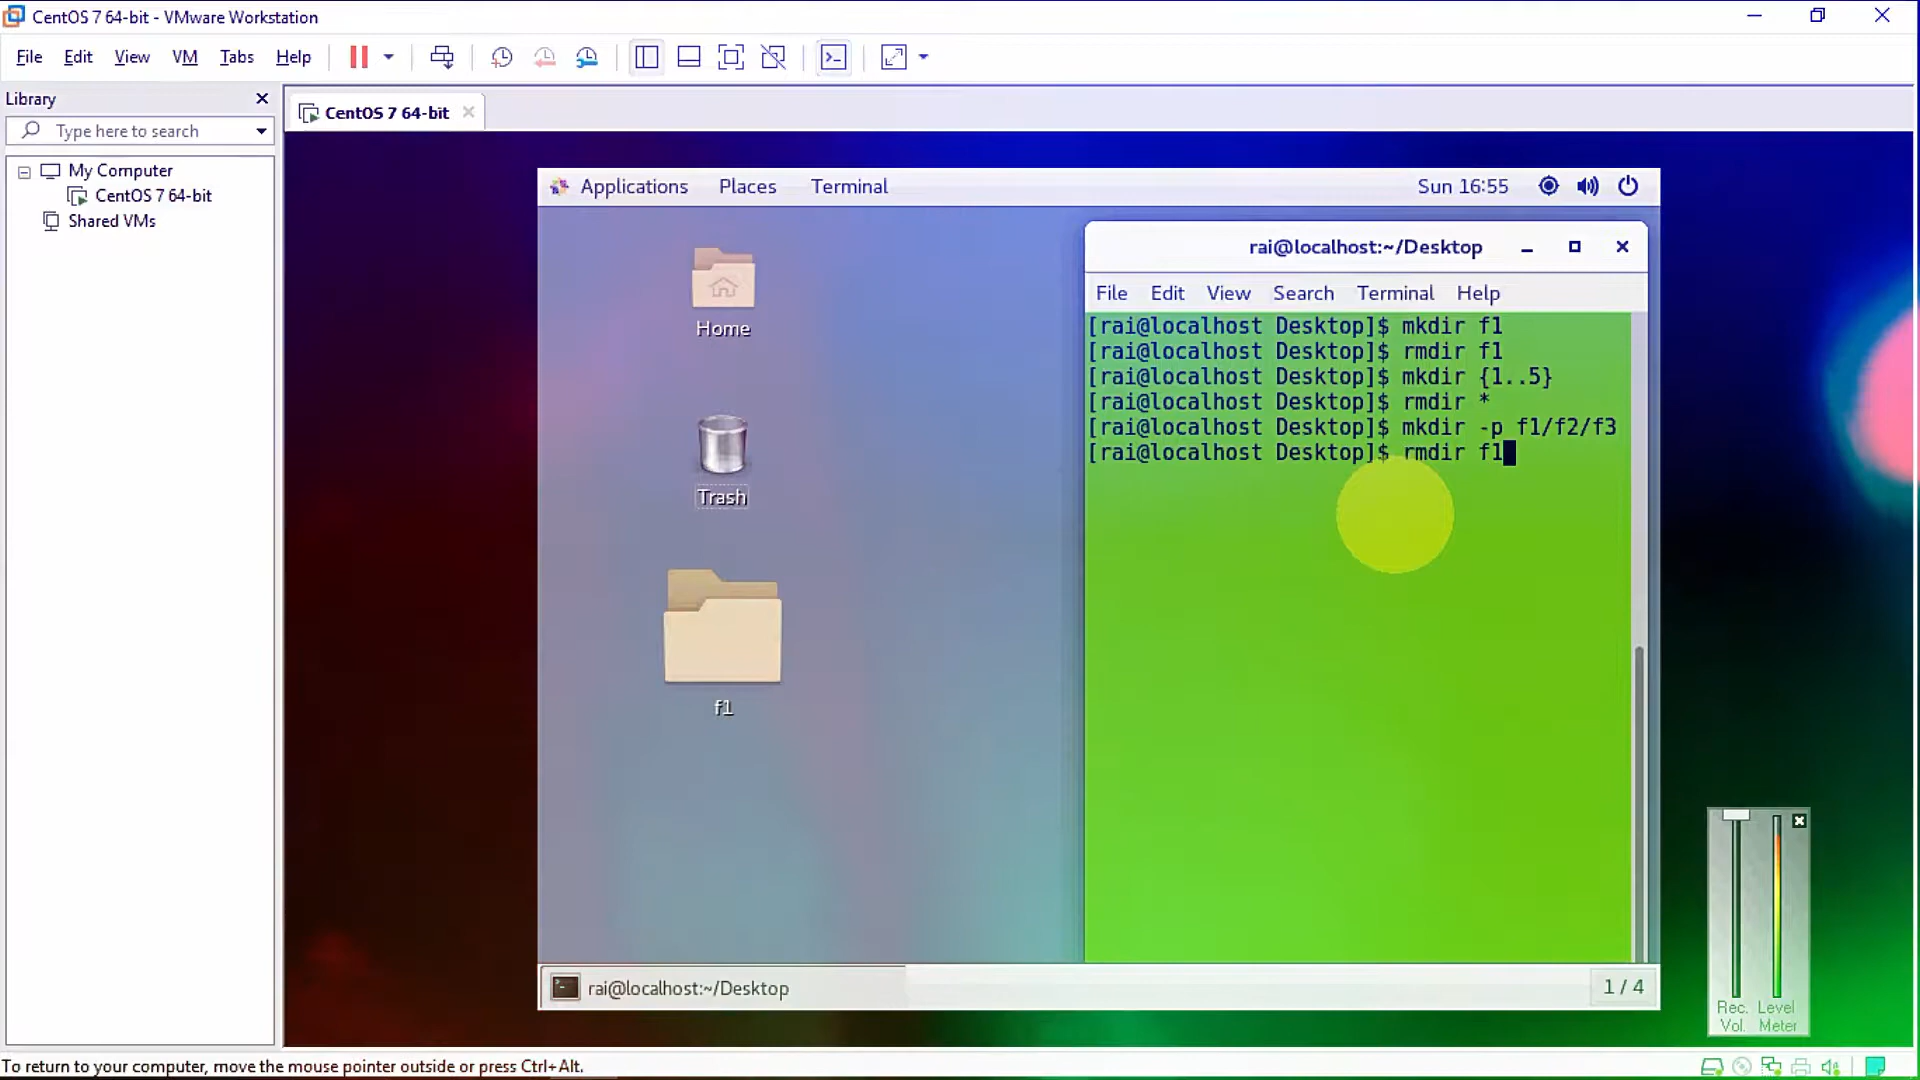 CentOS 7 64-bit - VMware Workstation
File Edit View VM Tabs Help
Library
Type here to search
My Computer
CentOS 7 64-bit
Shared VMs
CentOS 7 64-bit
Applications Places Terminal Sun 16:55
Home
Trash
f1
rai@localhost:~/Desktop
File Edit View Search Terminal Help
[rai@localhost Desktop]$ mkdir f1
[rai@localhost Desktop]$ rmdir f1
[rai@localhost Desktop]$ mkdir {1..5}
[rai@localhost Desktop]$ rmdir *
[rai@localhost Desktop]$ mkdir -p f1/f2/f3
[rai@localhost Desktop]$ rmdir f1
rai@localhost:~/Desktop
1 / 4
Rec. Level
Vol. Meter
To return to your computer, move the mouse pointer outside or press Ctrl+Alt.